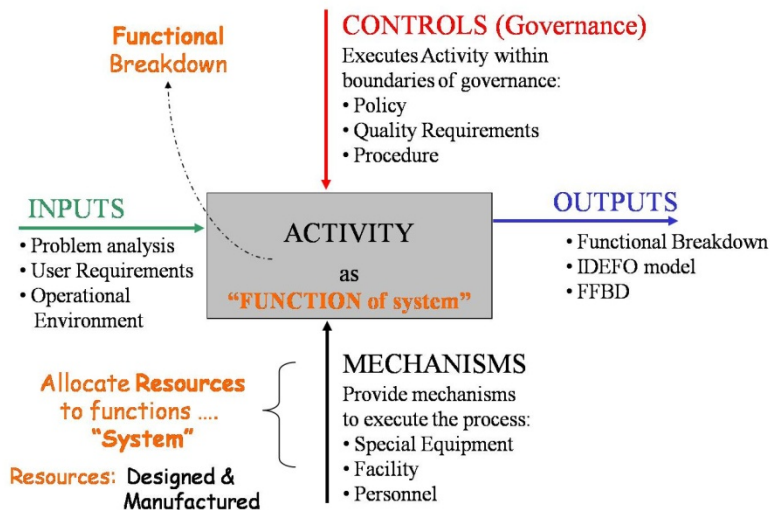 Functional
Breakdown
CONTROLS (Governance)
Executes Activity within
boundaries of governance:
• Policy
• Quality Requirements
• Procedure
INPUTS
• Problem analysis
• User Requirements
• Operational
Environment
ACTIVITY
as
“FUNCTION of system”
OUTPUTS
• Functional Breakdown
• IDEFO model
• FFBD
Allocate Resources
to functions ....
“System”
Resources: Designed &
Manufactured
MECHANISMS
Provide mechanisms
to execute the process:
• Special Equipment
• Facility
• Personnel